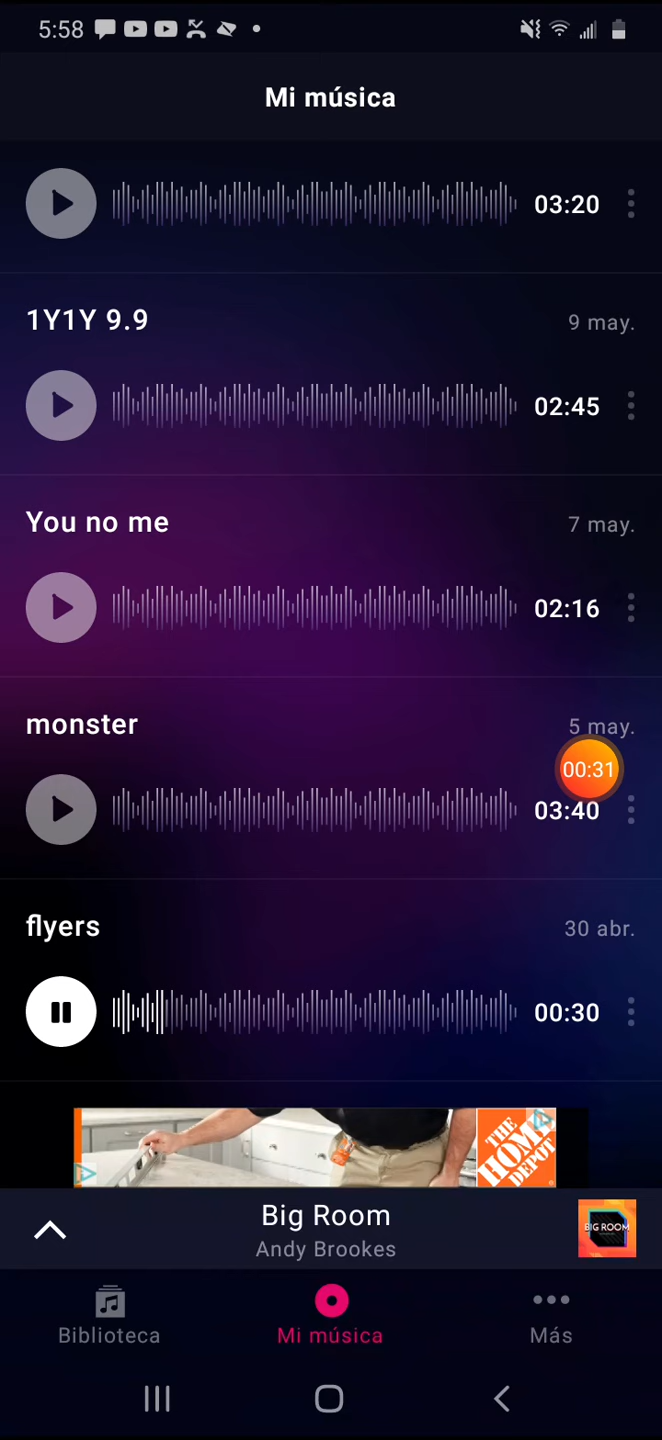 5:58
Mi música
03:20
1Y1Y 9.9
9 may.
02:45
You no me
7 may.
02:16
monster
5 may.
00:31
03:40
flyers
30 abr.
00:30
THE HOME DEPOT
Big Room
Andy Brookes
BIG ROOM
Biblioteca
Mi música
Más